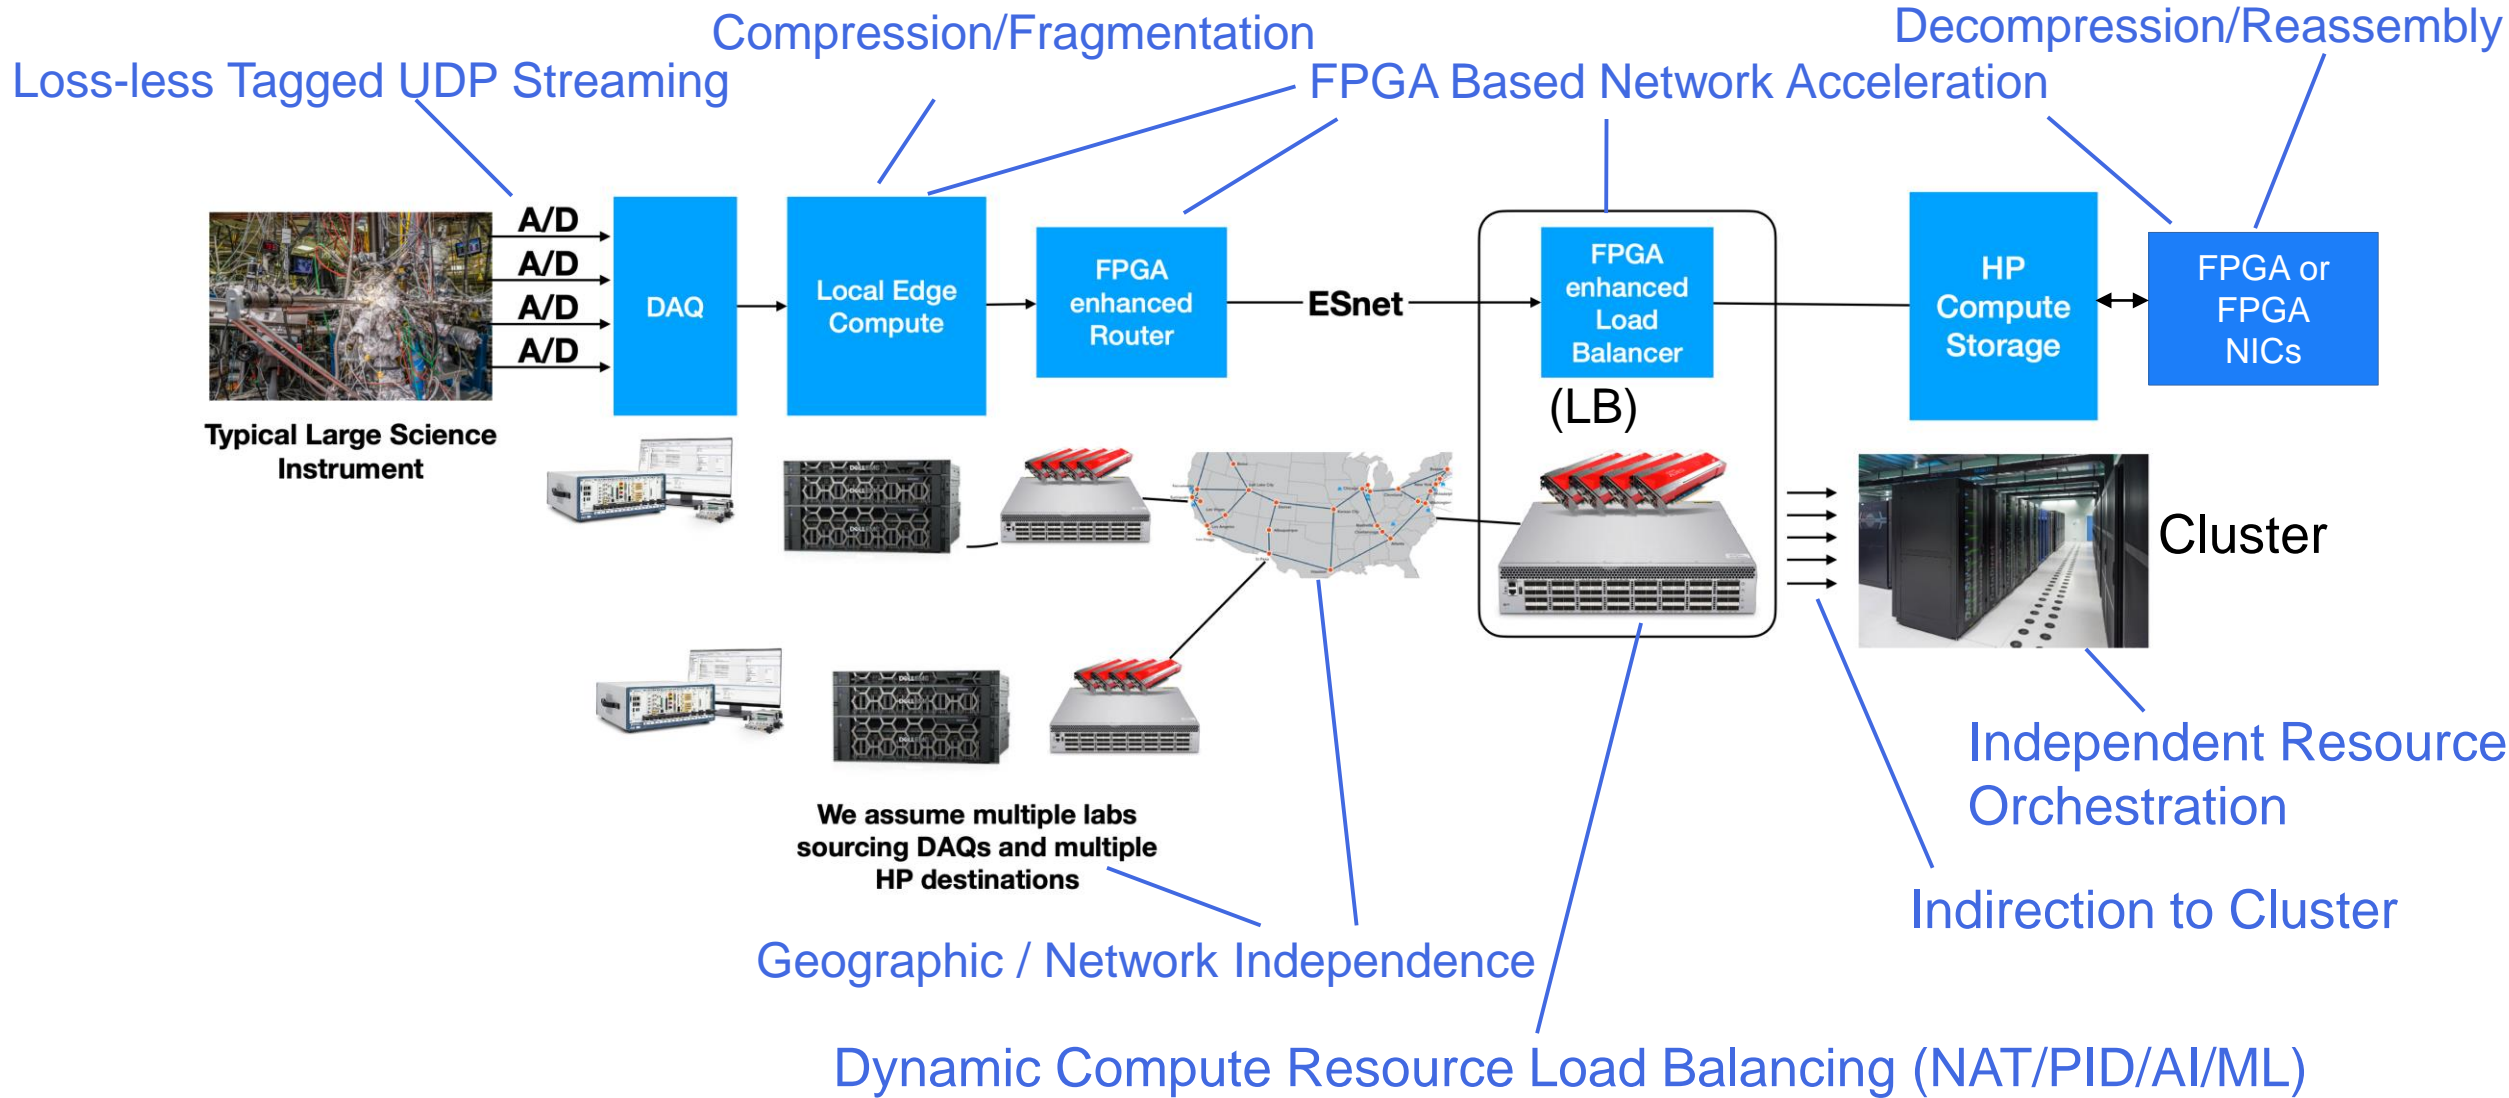 Compression/Fragmentation
Decompression/Reassembly
Loss-less Tagged UDP Streaming
FPGA Based Network Acceleration
A/D
A/D
A/D
A/D
DAQ
Local Edge
Compute
FPGA
enhanced
Router
ESnet
FPGA
enhanced
Load
Balancer
(LB)
HP
Compute
Storage
FPGA or
FPGA
NICs
Typical Large Science
Instrument
Cluster
We assume multiple labs
sourcing DAQs and multiple
HP destinations
Independent Resource
Orchestration
Indirection to Cluster
Geographic / Network Independence
Dynamic Compute Resource Load Balancing (NAT/PID/AI/ML)